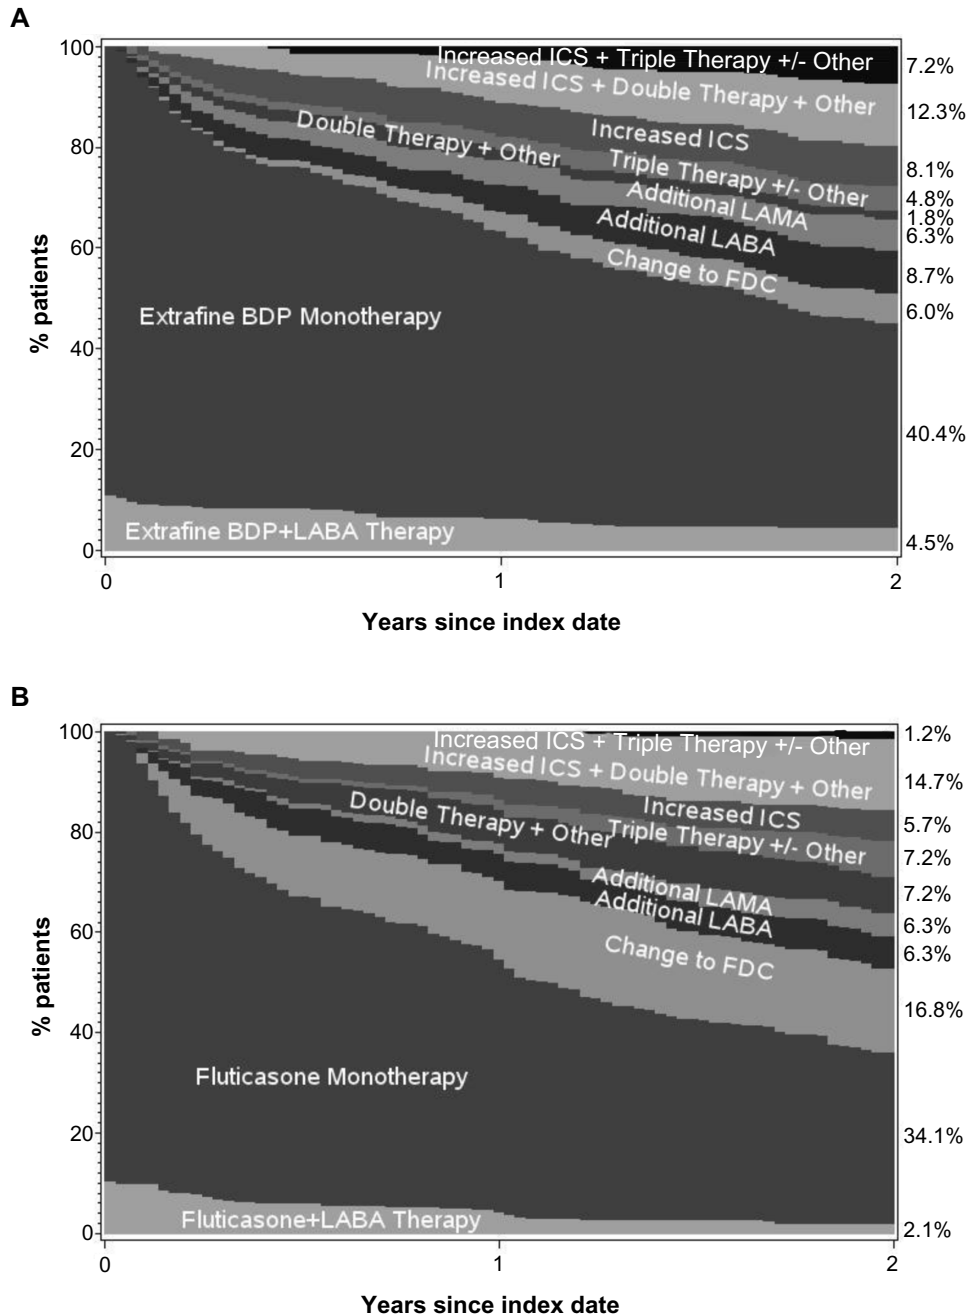 A
100
80
60
40
20
0
% patients
Increased ICS + Triple Therapy +/- Other
Increased ICS + Double Therapy + Other
Increased ICS
Double Therapy + Other
Triple Therapy +/- Other
Additional LAMA
Additional LABA
Change to FDC
Extrafine BDP Monotherapy
Extrafine BDP+LABA Therapy
7.2%
12.3%
8.1%
4.8%
1.8%
6.3%
8.7%
6.0%
40.4%
4.5%
0
1
2
Years since index date
B
100
80
60
40
20
0
% patients
Increased ICS + Triple Therapy +/- Other
Increased ICS + Double Therapy + Other
Increased ICS
Double Therapy + Other
Triple Therapy +/- Other
Additional LAMA
Additional LABA
Change to FDC
Fluticasone Monotherapy
Fluticasone+LABA Therapy
1.2%
14.7%
5.7%
7.2%
7.2%
6.3%
6.3%
16.8%
34.1%
2.1%
0
1
2
Years since index date